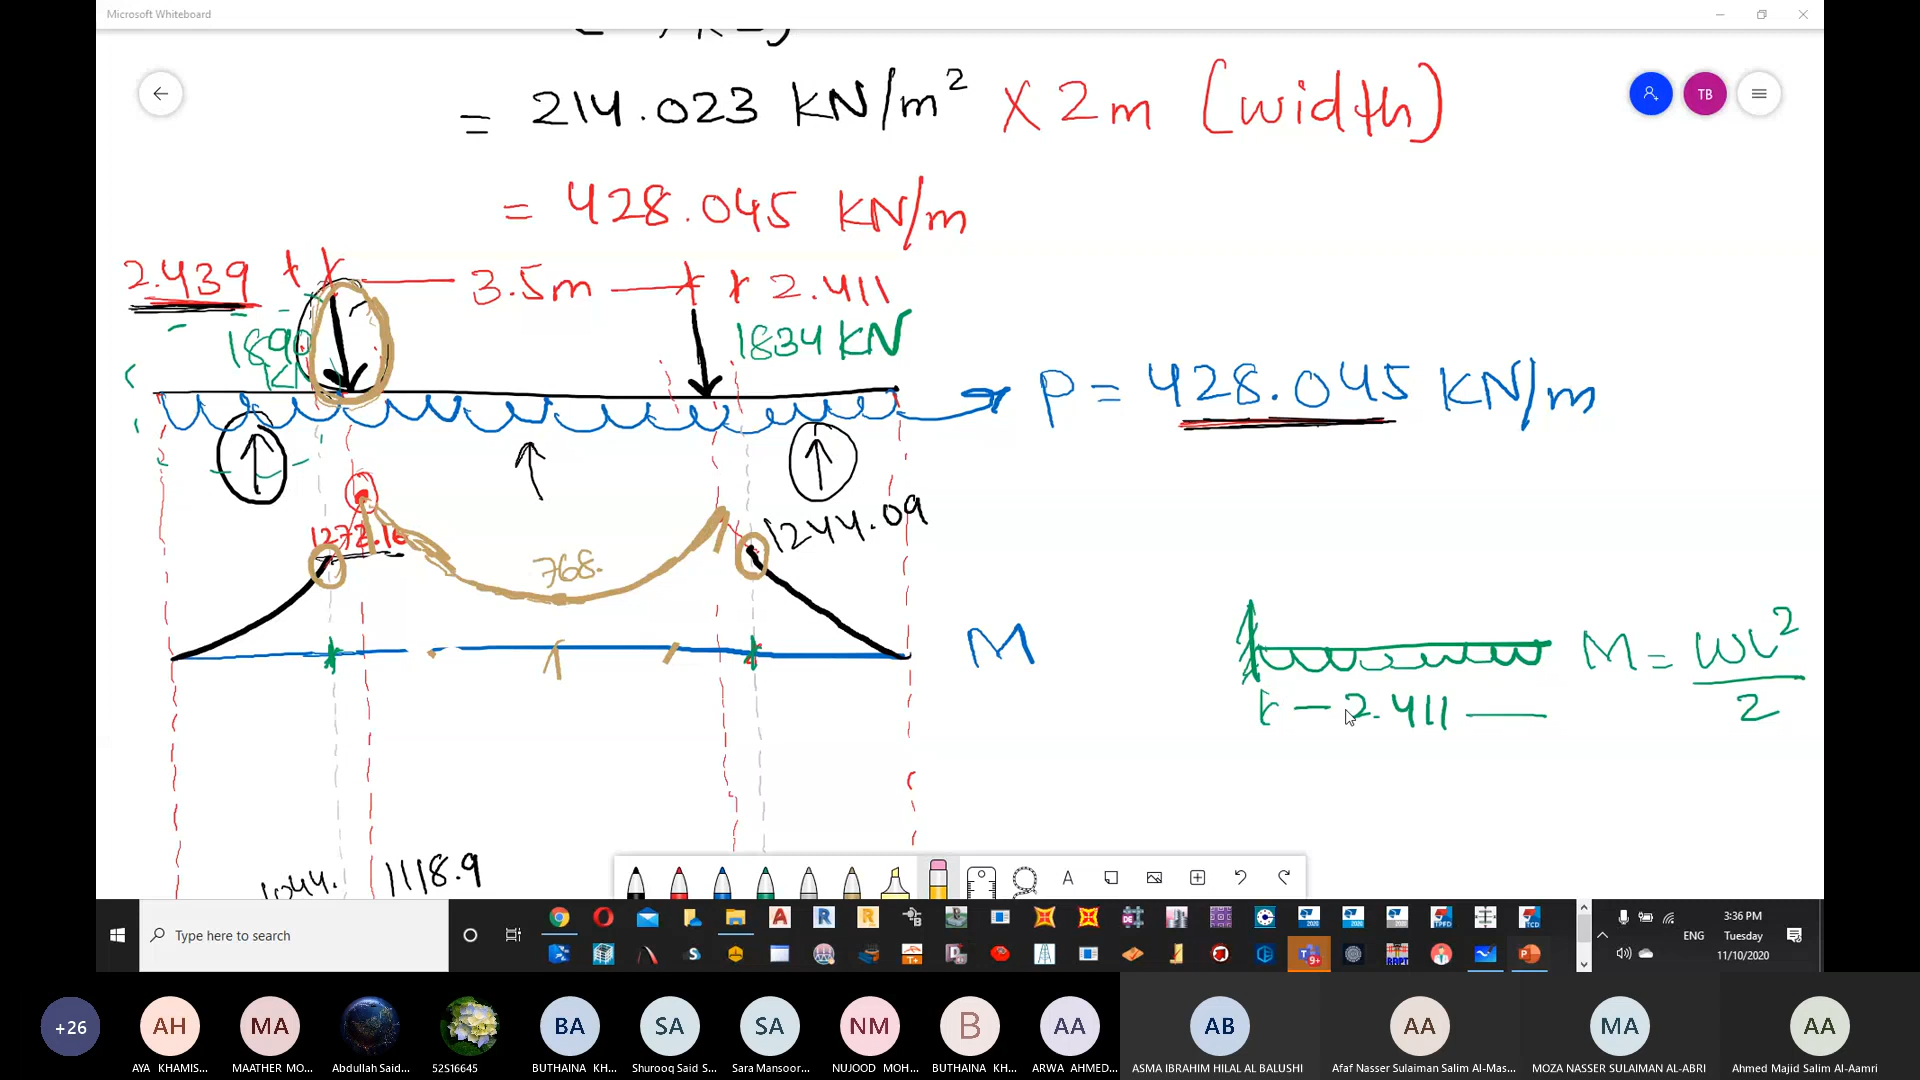 Microsoft Whiteboard
= 214.023 KN/m² X 2m (width)
TB
= 428.045 KN/m
2.439 3.5m 2.411
1834 KN
P = 428.045 KN/m
1244.09
768.
M
M = wl²/2
2.411
1118.9
A
Type here to search
ENG
3:36 PM
Tuesday
11/10/2020
+26
AH
MA
BA
SA
SA
NM
B
AA
AB
AA
MA
AA
AYA KHAMIS...
MAATHER MO...
Abdullah Said...
52S16645
BUTHAINA KH...
Shurooq Said S...
Sara Mansoor...
NUJOOD MOH...
BUTHAINA KH...
ARWA AHMED...
ASMA IBRAHIM HILAL AL BALUSHI
Afaf Nasser Sulaiman Salim Al-Mas...
MOZA NASSER SULAIMAN AL-ABRI
Ahmed Majid Salim Al-Aamri